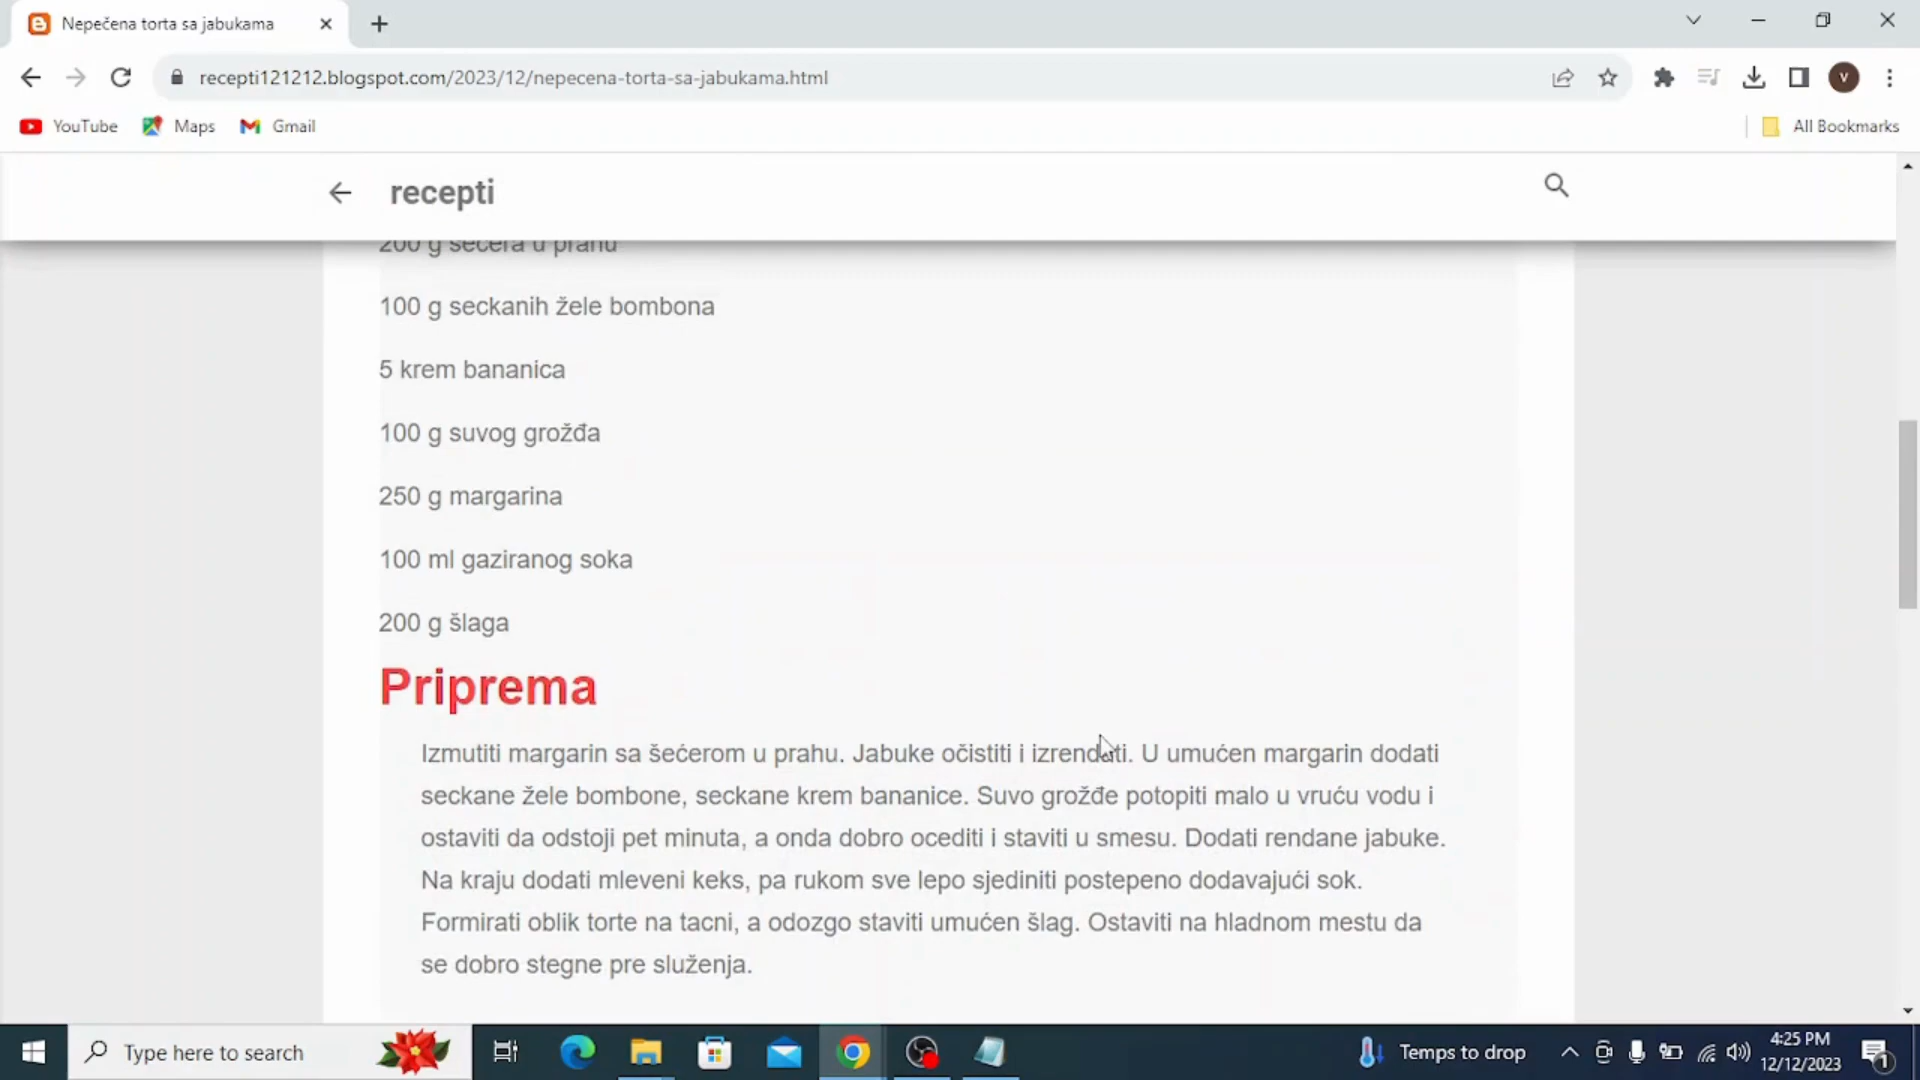 Nepečena torta sa jabukama
recepti121212.blogspot.com/2023/12/nepecena-torta-sa-jabukama.html
V
YouTube
Maps
Gmail
All Bookmarks
recepti
200 g šećera u prahu
100 g seckanih žele bombona
5 krem bananica
100 g suvog grožđa
250 g margarina
100 ml gaziranog soka
200 g šlaga
Priprema
Izmutiti margarin sa šećerom u prahu. Jabuke očistiti i izrendati. U umućen margarin dodati
seckane žele bombone, seckane krem bananice. Suvo grožđe potopiti malo u vruću vodu i
ostaviti da odstoji pet minuta, a onda dobro ocediti i staviti u smesu. Dodati rendane jabuke.
Na kraju dodati mleveni keks, pa rukom sve lepo sjediniti postepeno dodavajući sok.
Formirati oblik torte na tacni, a odozgo staviti umućen šlag. Ostaviti na hladnom mestu da
se dobro stegne pre služenja.
Type here to search
Temps to drop
4:25 PM
12/12/2023
1